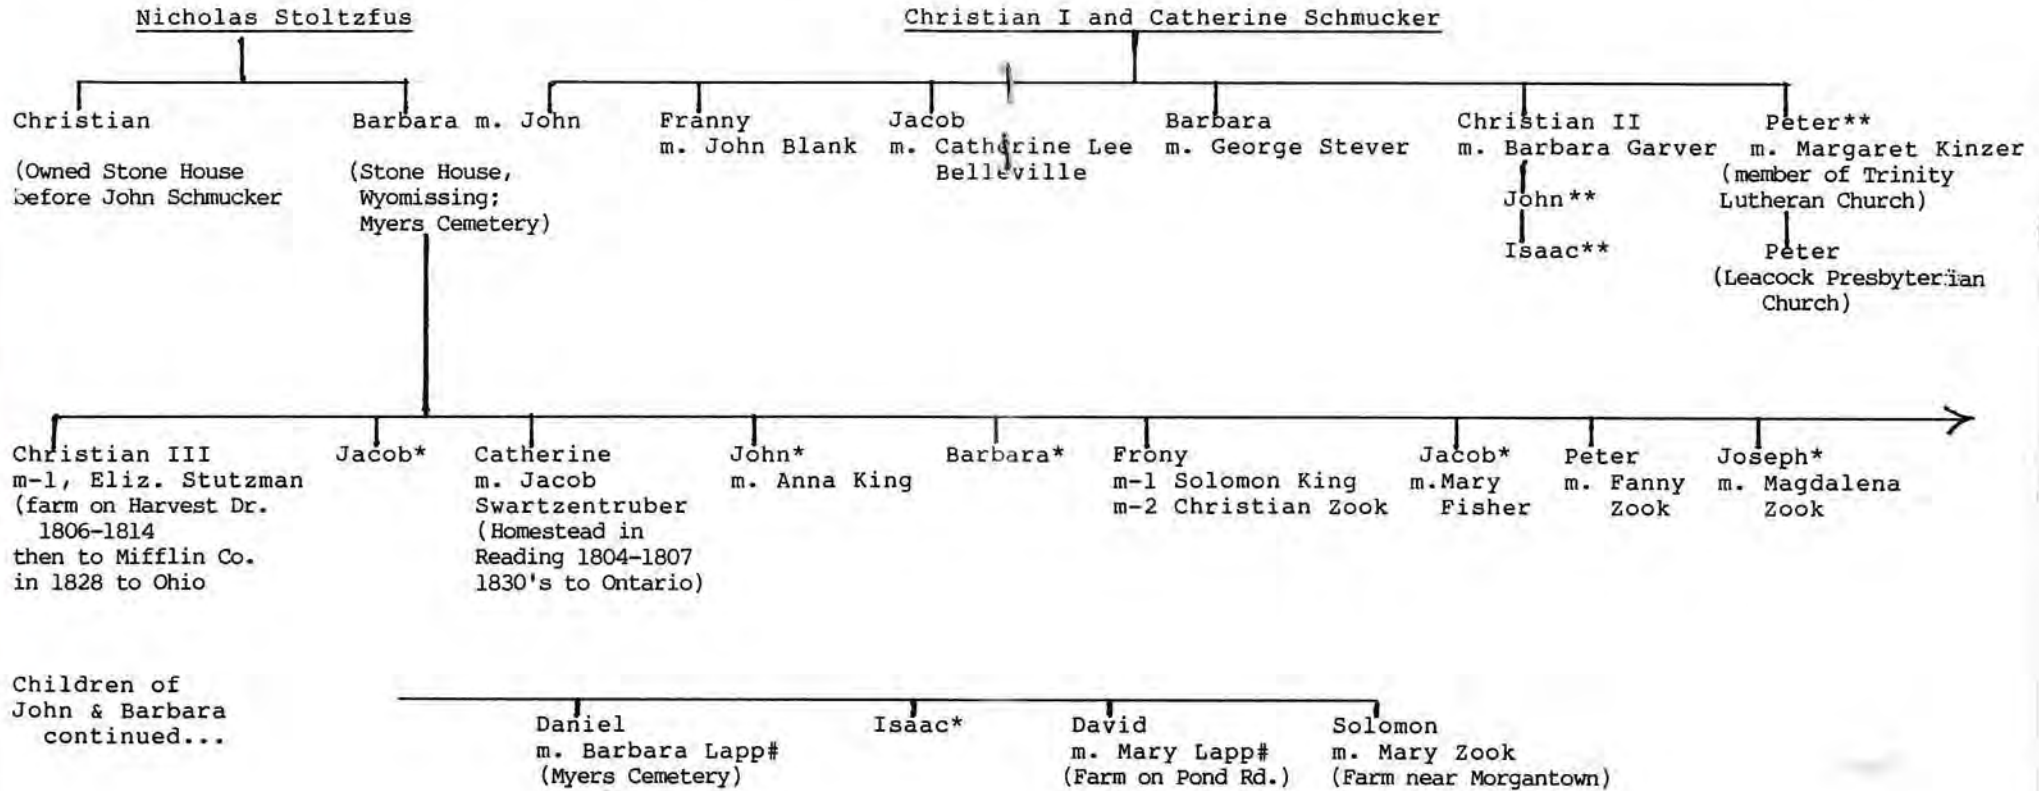 Nicholas Stoltzfus
Christian I and Catherine Schmucker
Christian
(Owned Stone House
before John Schmucker
Barbara m. John
(Stone House,
Wyomissing;
Myers Cemetery)
Franny
m. John Blank
Jacob
m. Catherine Lee
Belleville
Barbara
m. George Stever
Christian II
m. Barbara Garver
John**
Isaac**
Peter**
m. Margaret Kinzer
(member of Trinity
Lutheran Church)
Peter
(Leacock Presbyterian
Church)
Christian III
m-1, Eliz. Stutzman
(farm on Harvest Dr.
1806-1814
then to Mifflin Co.
in 1828 to Ohio
Jacob*
Catherine
m. Jacob
Swartzentruber
(Homestead in
Reading 1804-1807
1830's to Ontario)
John*
m. Anna King
Barbara*
Frony
m-1 Solomon King
m-2 Christian Zook
Jacob*
m.Mary
Fisher
Peter
m. Fanny
Zook
Joseph*
m. Magdalena
Zook
Children of
John & Barbara
continued...
Daniel
m. Barbara Lapp#
(Myers Cemetery)
Isaac*
David
m. Mary Lapp#
(Farm on Pond Rd.)
Solomon
m. Mary Zook
(Farm near Morgantown)